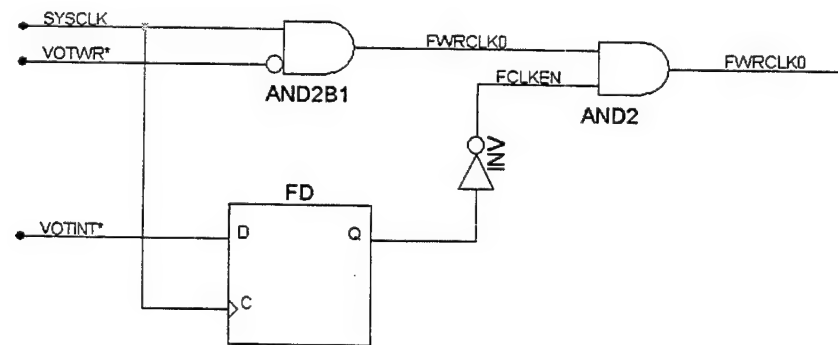 SYSCLK
VOTWR*
AND2B1
FWRCLK0
FCLKEN
AND2
FWRCLK0
INV
FD
VOTINT*
D
Q
C